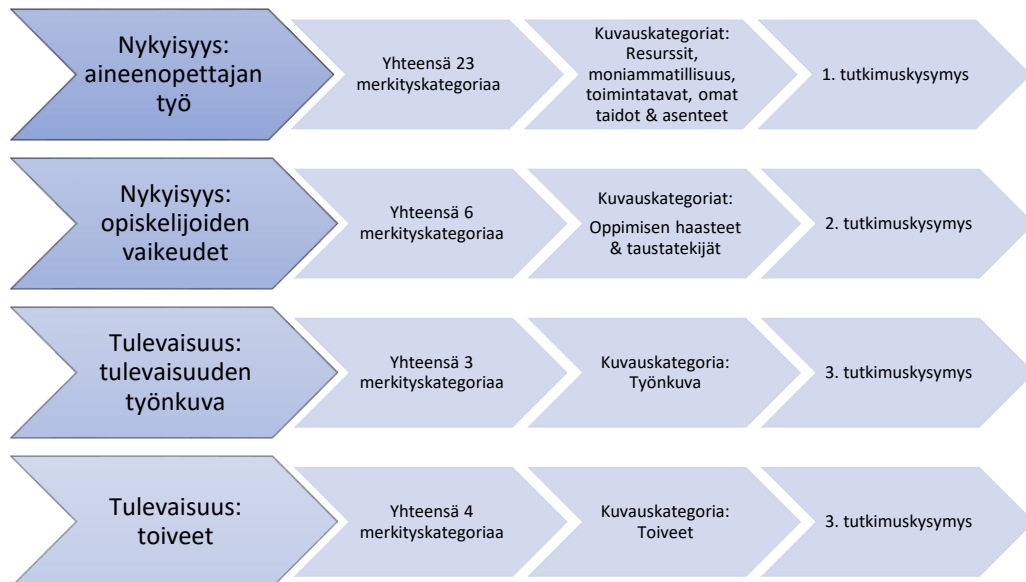 Nykyisyys:
aineenopettajan
työ
Yhteensä 23
merkityskategoriaa
Kuvauskategoriat:
Resurssit,
moniammatillisuus,
toimintatavat, omat
taidot & asenteet
1. tutkimuskysymys
Nykyisyys:
opiskelijoiden
vaikeudet
Yhteensä 6
merkityskategoriaa
Kuvauskategoriat:
Oppimisen haasteet
& taustatekijät
2. tutkimuskysymys
Tulevaisuus:
tulevaisuuden
työnkuva
Yhteensä 3
merkityskategoriaa
Kuvauskategoria:
Työnkuva
3. tutkimuskysymys
Tulevaisuus:
toiveet
Yhteensä 4
merkityskategoriaa
Kuvauskategoria:
Toiveet
3. tutkimuskysymys